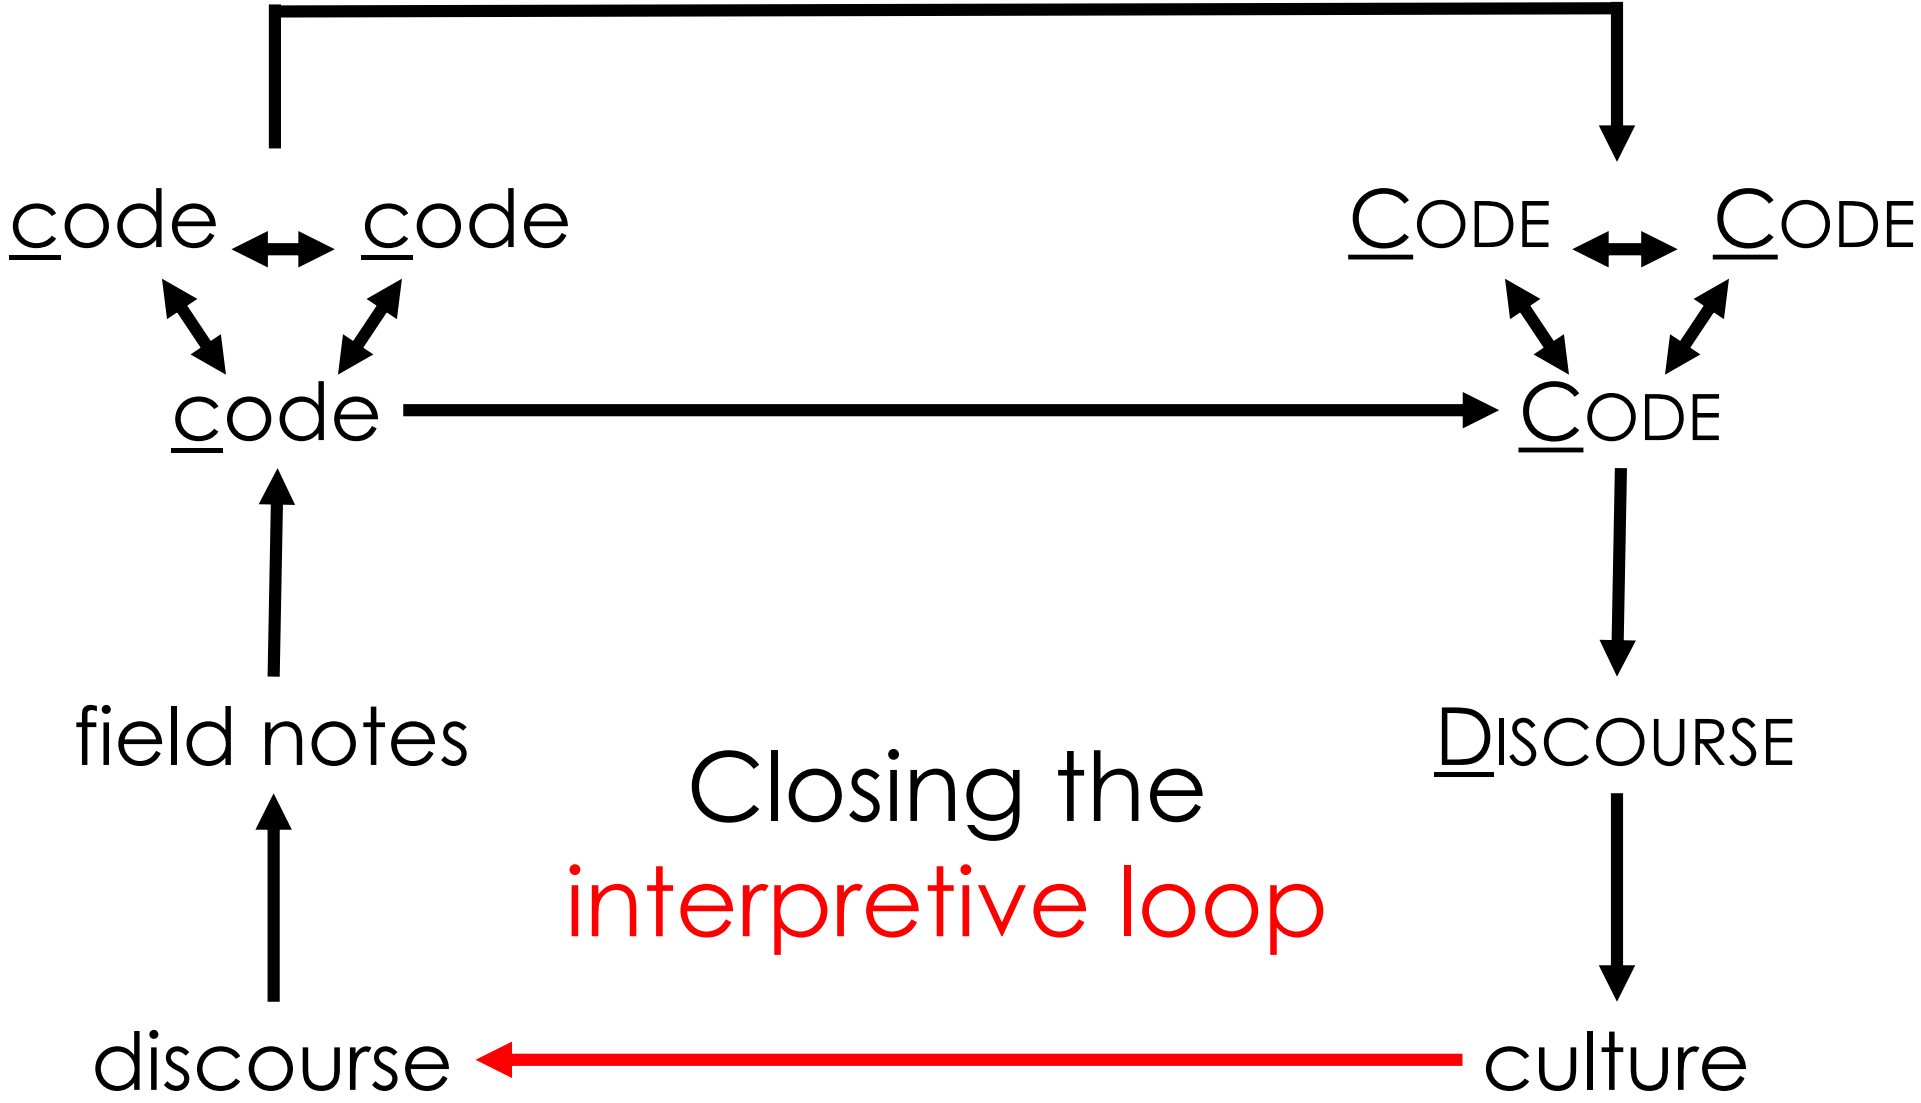 code code CODE CODE
code CODE
field notes DISCOURSE
Closing the
interpretive loop
discourse culture